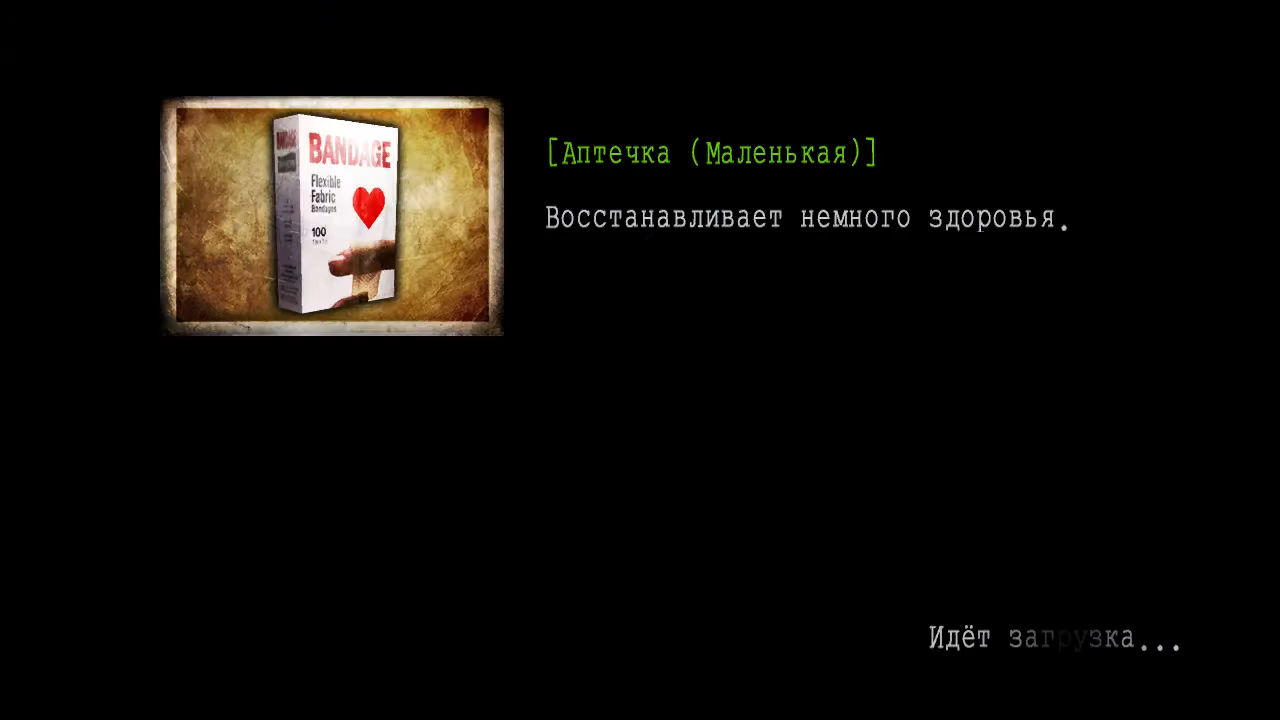 BANDAGE
Flexible
Fabric
Bandages
100
[Аптечка (Маленькая)]
Восстанавливает немного здоровья.
Идёт загрузка...